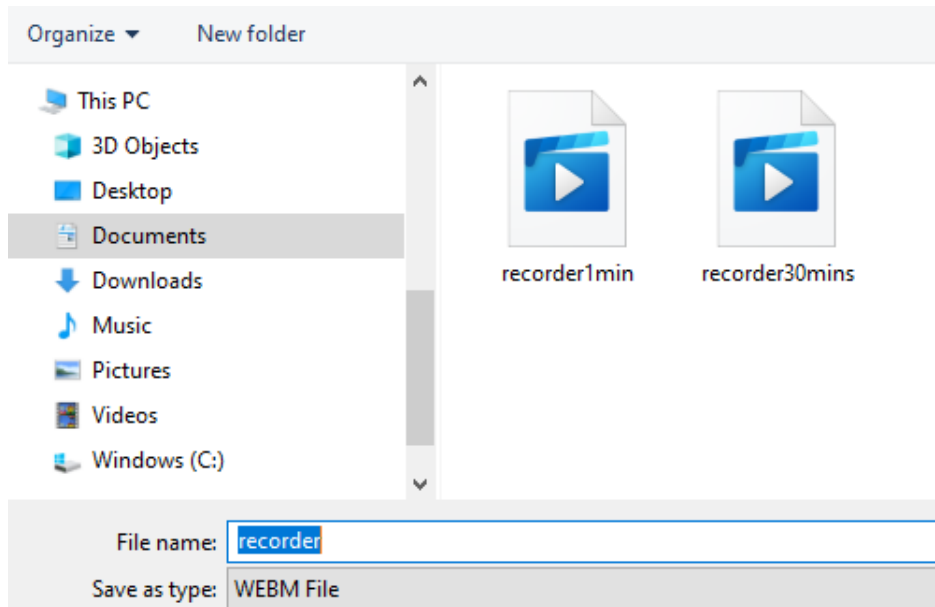 Organize New folder
This PC
3D Objects
Desktop
Documents
Downloads
Music
Pictures
Videos
Windows (C:)
recorder1min recorder30mins
File name: recorder
Save as type: WEBM File